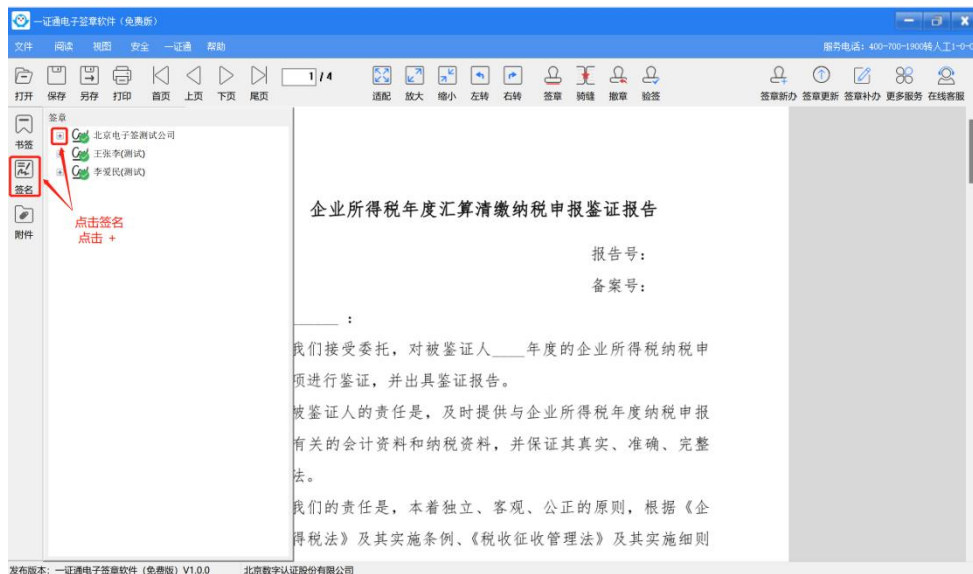 一证通电子签章软件（免费版）
文件 阅读 视图 安全 一证通 帮助 服务电话：400-700-1900转人工1-0-0
1 / 4
打开 保存 另存 打印 首页 上页 下页 尾页 适配 放大 缩小 左转 右转 签章 骑缝 撤章 验签 签章新办 签章更新 签章补办 更多服务 在线客服
书签
签名
附件
签章
北京电子签测试公司
王张李(测试)
李爱民(测试)
点击签名
点击 +
企业所得税年度汇算清缴纳税申报鉴证报告
报告号：
备案号：
______ ：
我们接受委托，对被鉴证人____年度的企业所得税纳税申
项进行鉴证，并出具鉴证报告。
被鉴证人的责任是，及时提供与企业所得税年度纳税申报
有关的会计资料和纳税资料，并保证其真实、准确、完整
法。
我们的责任是，本着独立、客观、公正的原则，根据《企
得税法》及其实施条例、《税收征收管理法》及其实施细则
发布版本：一证通电子签章软件（免费版）V1.0.0 北京数字认证股份有限公司